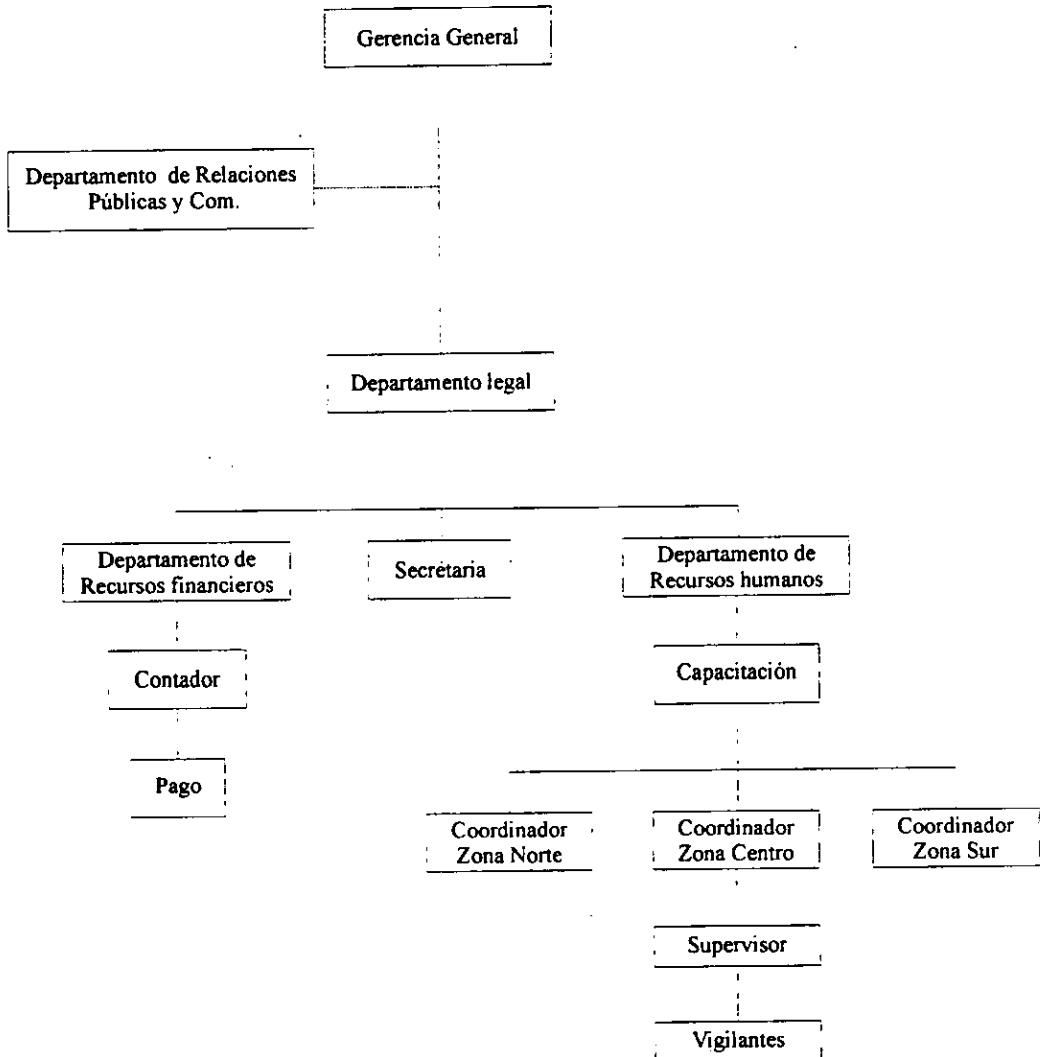 Gerencia General
Departamento de Relaciones
Públicas y Com.
Departamento legal
Departamento de
Recursos financieros
Secretaria
Departamento de
Recursos humanos
Contador
Capacitación
Pago
Coordinador
Zona Norte
Coordinador
Zona Centro
Coordinador
Zona Sur
Supervisor
Vigilantes